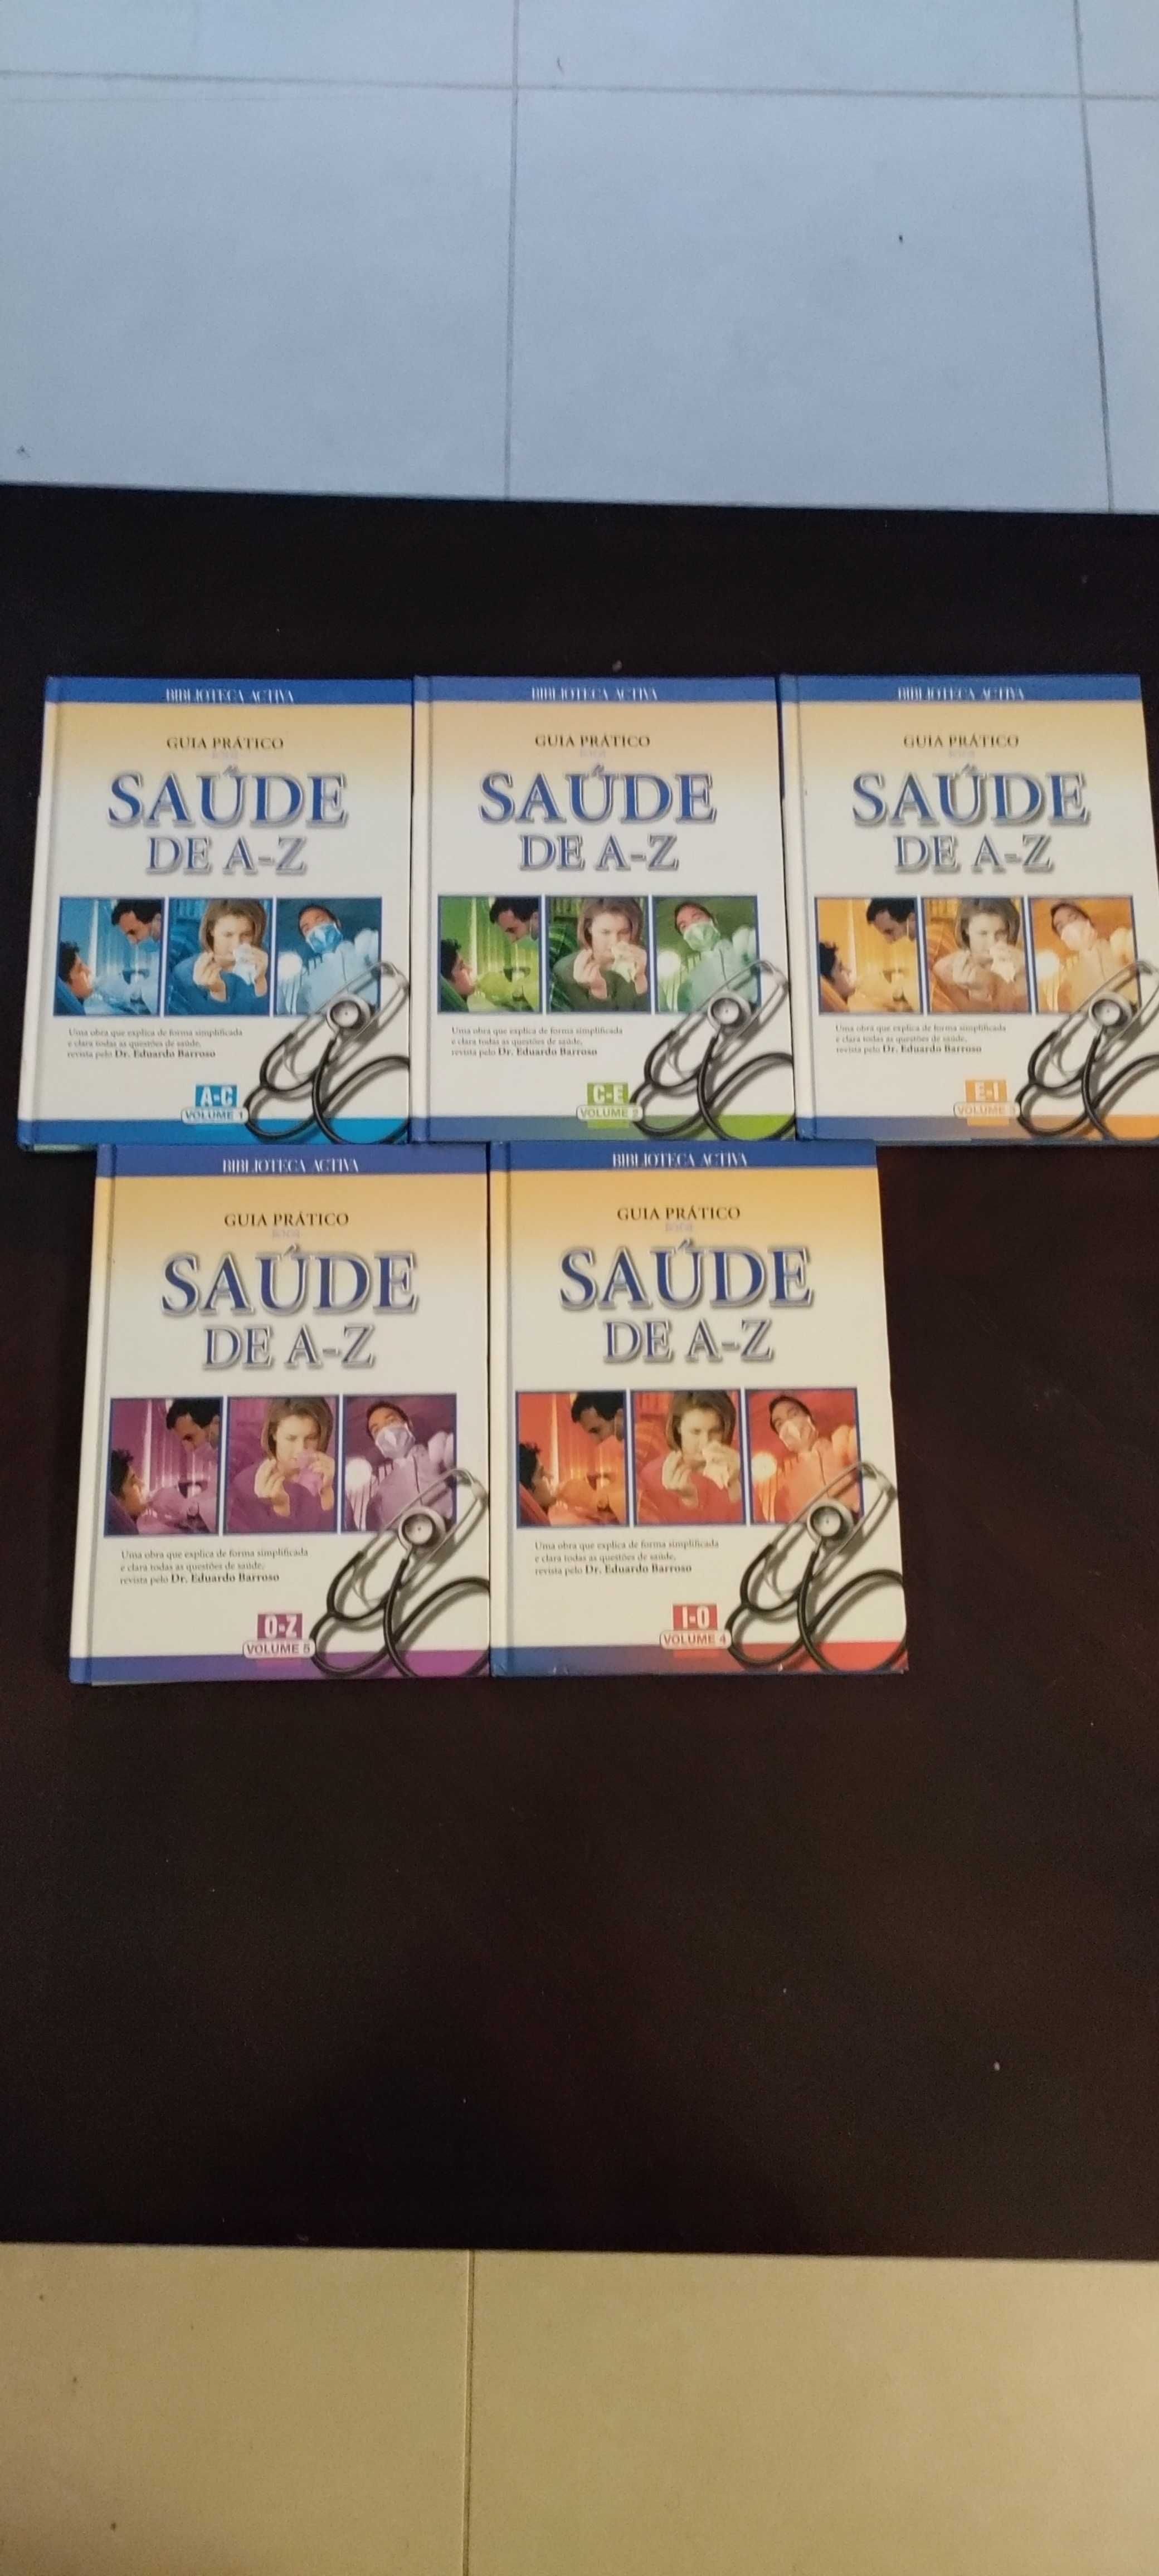 BIBLIOTECA ACTIVA
GUIA PRÁTICO
SAÚDE
DE A-Z
Uma obra que explica de forma simplificada
e clara todas as questões de saúde,
revista pelo Dr. Eduardo Barroso
A-C
VOLUME 1
BIBLIOTECA ACTIVA
GUIA PRÁTICO
SAÚDE
DE A-Z
Uma obra que explica de forma simplificada
e clara todas as questões de saúde,
revista pelo Dr. Eduardo Barroso
C-E
VOLUME 2
BIBLIOTECA ACTIVA
GUIA PRÁTICO
SAÚDE
DE A-Z
Uma obra que explica de forma simplificada
e clara todas as questões de saúde,
revista pelo Dr. Eduardo Barroso
E-I
VOLUME 3
BIBLIOTECA ACTIVA
GUIA PRÁTICO
SAÚDE
DE A-Z
Uma obra que explica de forma simplificada
e clara todas as questões de saúde,
revista pelo Dr. Eduardo Barroso
O-Z
VOLUME 5
BIBLIOTECA ACTIVA
GUIA PRÁTICO
SAÚDE
DE A-Z
Uma obra que explica de forma simplificada
e clara todas as questões de saúde,
revista pelo Dr. Eduardo Barroso
I-O
VOLUME 4